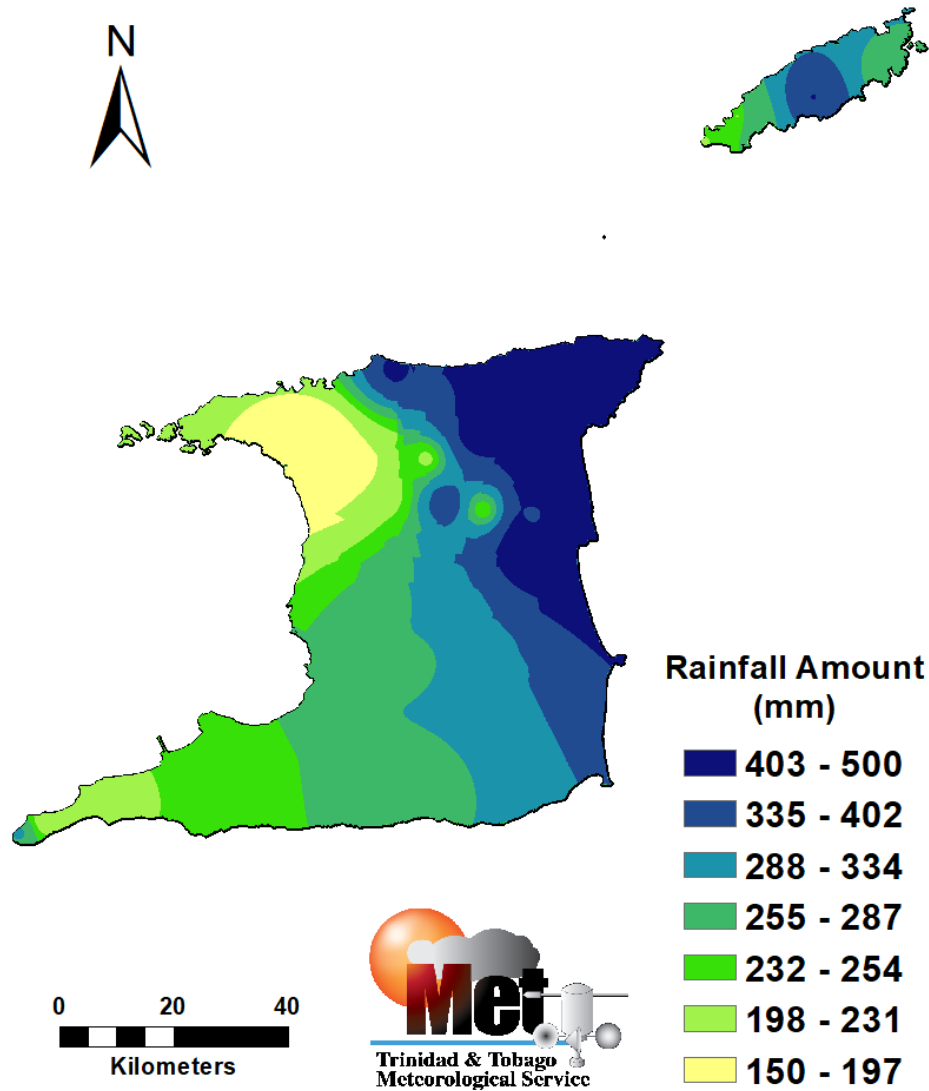 N
Rainfall Amount
(mm)
403 - 500
335 - 402
288 - 334
255 - 287
232 - 254
198 - 231
150 - 197
0 20 40
Kilometers
Met
Trinidad & Tobago
Meteorological Service